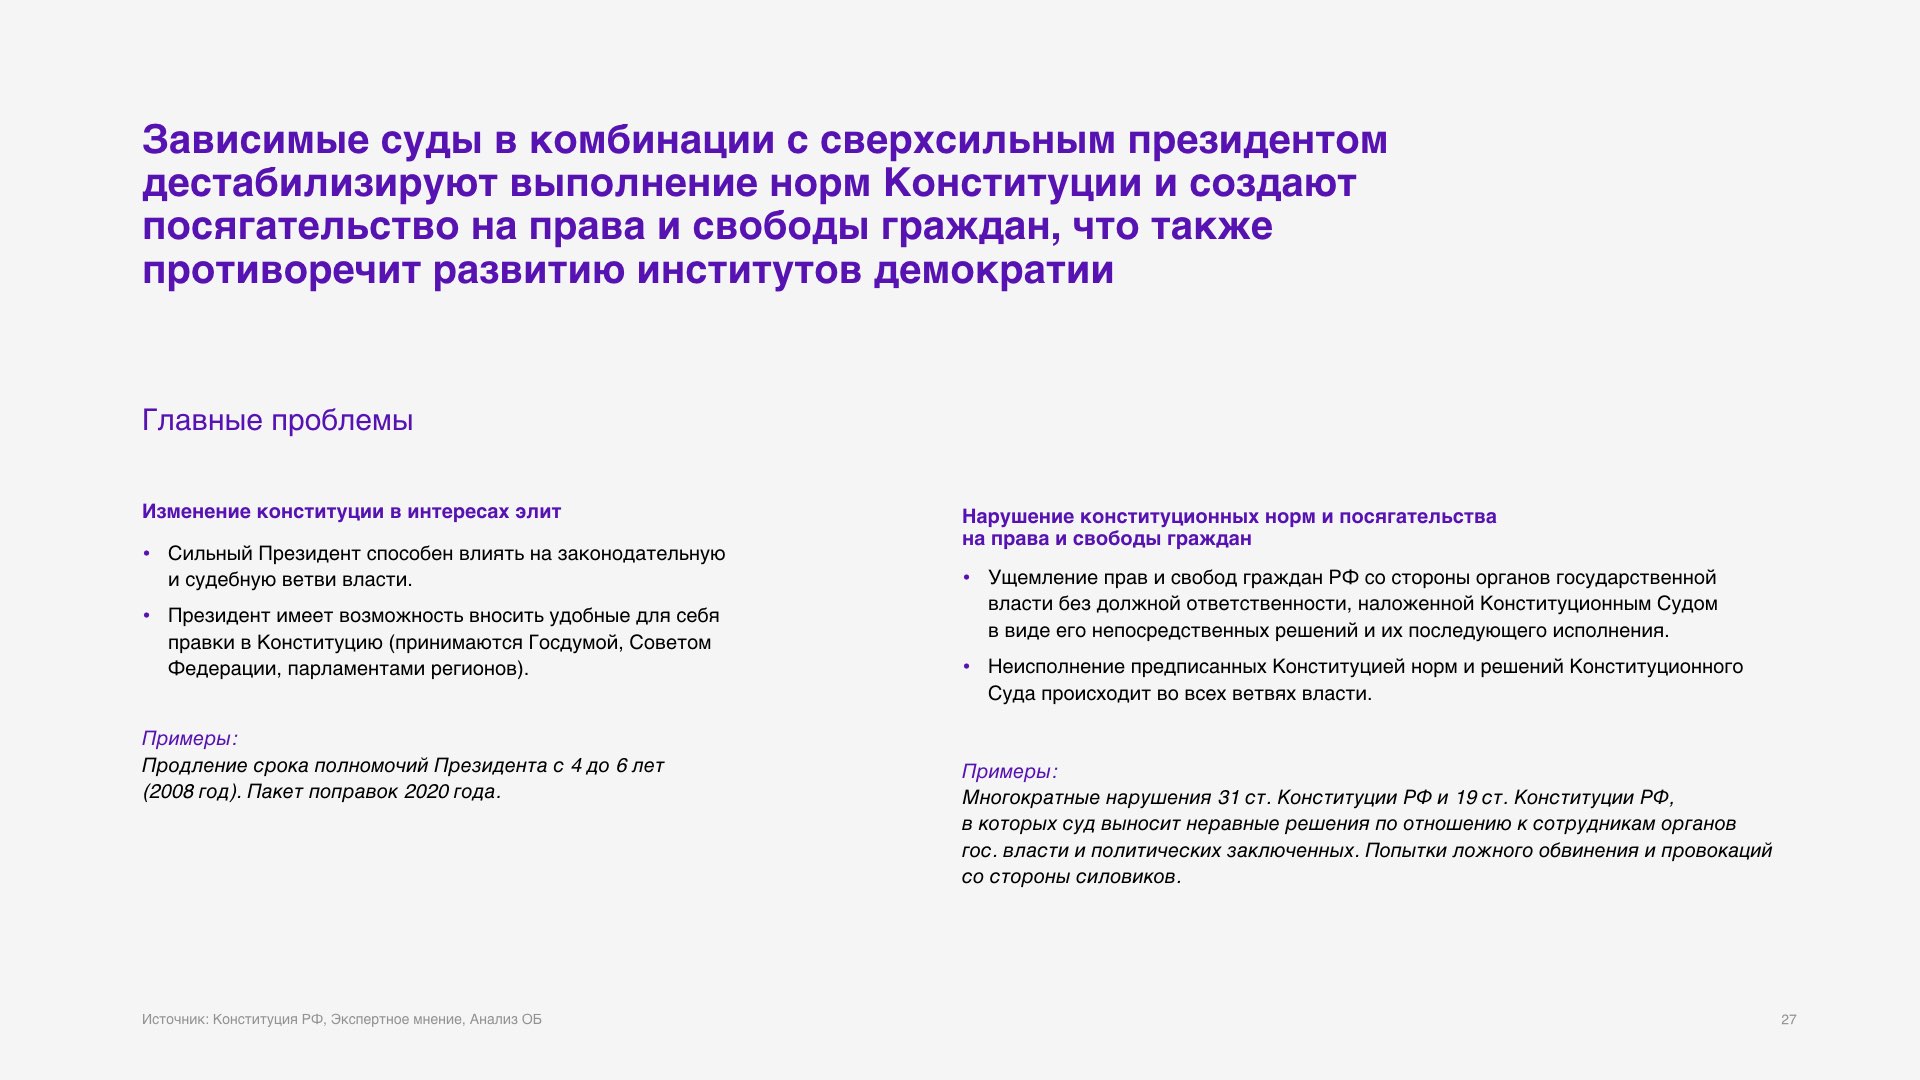 Зависимые суды в комбинации с сверхсильным президентом
дестабилизируют выполнение норм Конституции и создают
посягательство на права и свободы граждан, что также
противоречит развитию институтов демократии
Главные проблемы
Изменение конституции в интересах элит
• Сильный Президент способен влиять на законодательную
и судебную ветви власти.
• Президент имеет возможность вносить удобные для себя
правки в Конституцию (принимаются Госдумой, Советом
Федерации, парламентами регионов).
Примеры:
Продление срока полномочий Президента с 4 до 6 лет
(2008 год). Пакет поправок 2020 года.
Нарушение конституционных норм и посягательства
на права и свободы граждан
• Ущемление прав и свобод граждан РФ со стороны органов государственной
власти без должной ответственности, наложенной Конституционным Судом
в виде его непосредственных решений и их последующего исполнения.
• Неисполнение предписанных Конституцией норм и решений Конституционного
Суда происходит во всех ветвях власти.
Примеры:
Многократные нарушения 31 ст. Конституции РФ и 19 ст. Конституции РФ,
в которых суд выносит неравные решения по отношению к сотрудникам органов
гос. власти и политических заключенных. Попытки ложного обвинения и провокаций
со стороны силовиков.
Источник: Конституция РФ, Экспертное мнение, Анализ ОБ
27